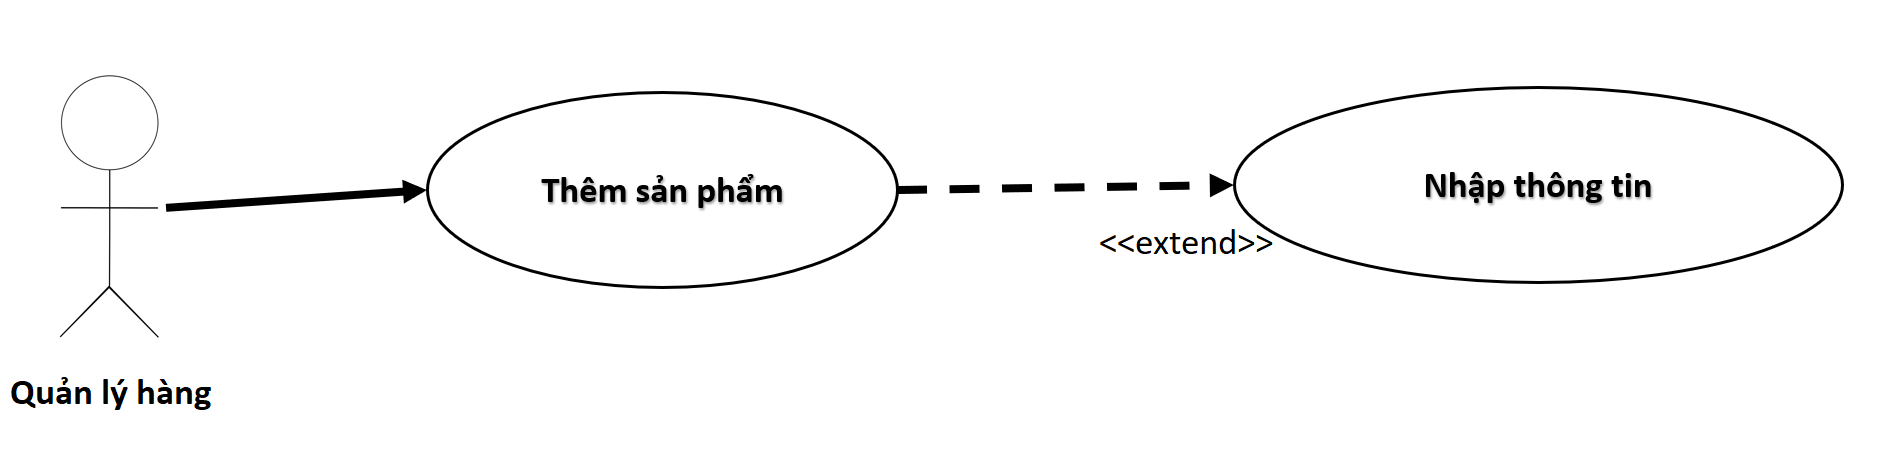 Thêm sản phẩm
Nhập thông tin
<<extend>>
Quản lý hàng